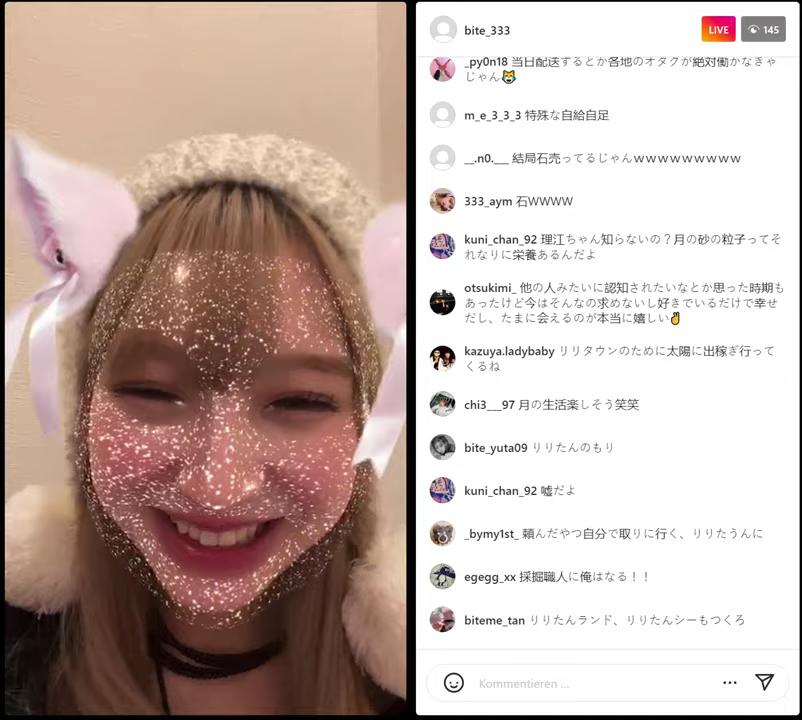 bite_333
LIVE
145
_py0n18 当日配送するとか各地のオタクが絶対働かなきゃ
じゃん😹
m_e_3_3_3 特殊な自給自足
__.n0.___ 結局石売ってるじゃんｗｗｗｗｗｗｗｗｗ
333_aym 石WWWW
kuni_chan_92 理江ちゃん知らないの？月の砂の粒子ってそ
れなりに栄養あるんだよ
otsukimi_ 他の人みたいに認知されたいなとか思った時期も
あったけど今はそんなの求めないし好きでいるだけで幸せ
だし、たまに会えるのが本当に嬉しい✌
kazuya.ladybaby リリタウンのために太陽に出稼ぎ行って
くるね
chi3___97 月の生活楽しそう笑笑
bite_yuta09 りりたんのもり
kuni_chan_92 嘘だよ
_bymy1st_ 頼んだやつ自分で取りに行く、りりたうんに
egegg_xx 採掘職人に俺はなる！！
biteme_tan りりたんランド、りりたんシーもつくろ
Kommentieren ...